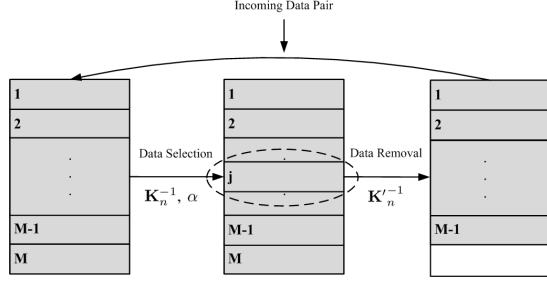 Incoming Data Pair
1
2
.
.
.
M-1
M
Data Selection
K_n^{-1}, α
1
2
.
j
.
M-1
M
Data Removal
K'_n^{-1}
1
2
.
.
.
M-1